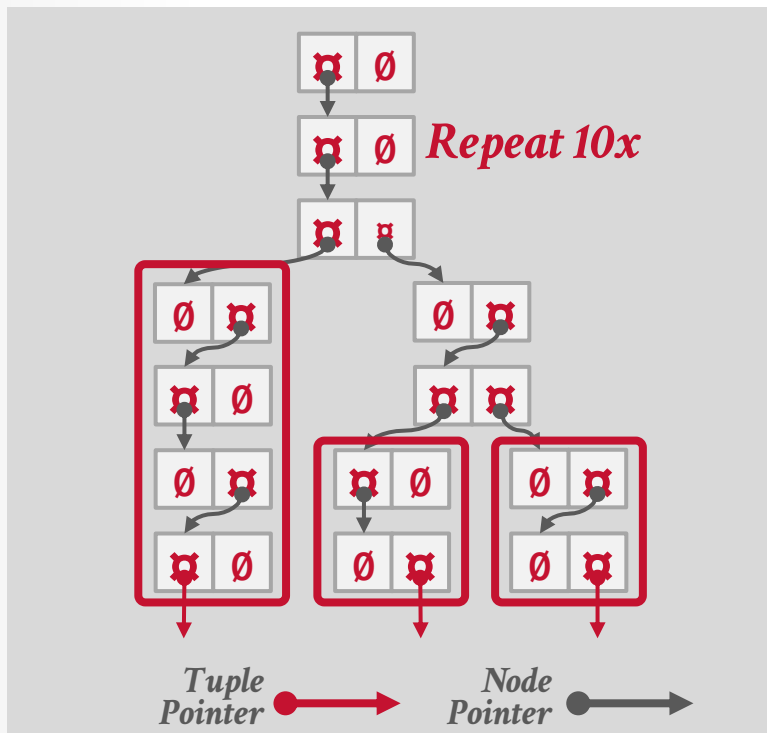 ¤ Ø
¤ Ø
Repeat 10x
¤ ¤
Ø ¤
Ø ¤
¤ Ø
¤ ¤
Ø ¤
¤ Ø
Ø ¤
¤ Ø
Ø ¤
Ø ¤
Tuple
Pointer
Node
Pointer